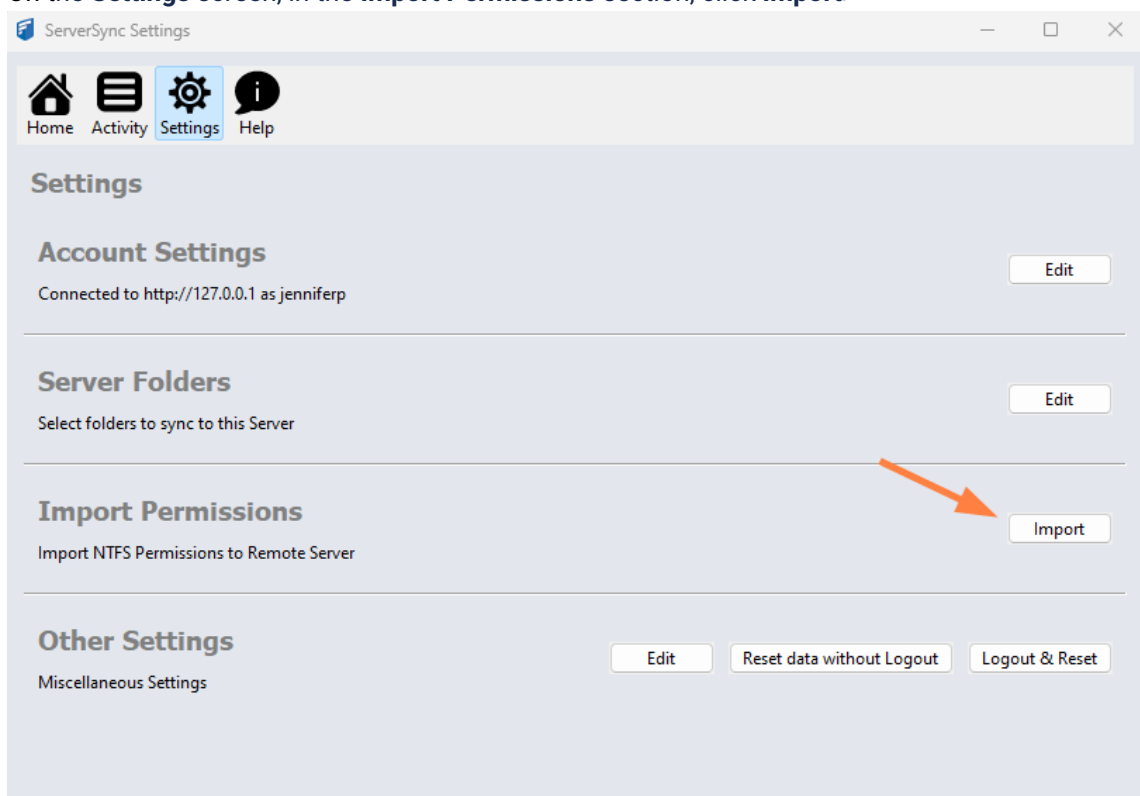 On the Settings screen, in the Import Permissions section, click Import.
ServerSync Settings
Home Activity Settings Help
Settings
Account Settings
Edit
Connected to http://127.0.0.1 as jenniferp
Server Folders
Edit
Select folders to sync to this Server
Import Permissions
Import
Import NTFS Permissions to Remote Server
Other Settings
Edit Reset data without Logout Logout & Reset
Miscellaneous Settings